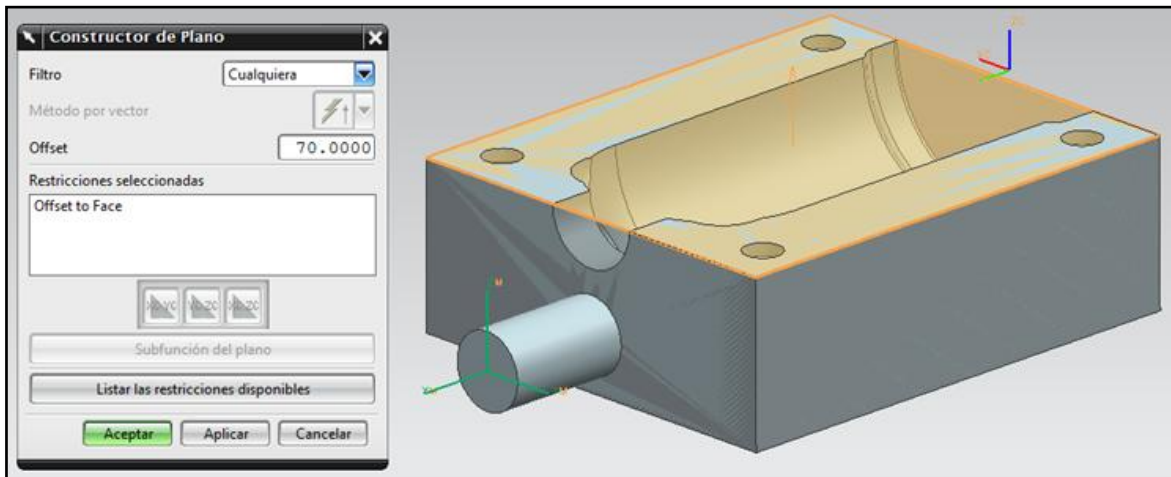 Constructor de Plano
Filtro Cualquiera
Método por vector
Offset 70.0000
Restricciones seleccionadas
Offset to Face
Subfunción del plano
Listar las restricciones disponibles
Aceptar Aplicar Cancelar